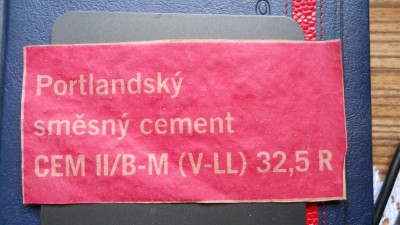 Portlandský
směsný cement
CEM II/B-M (V-LL) 32,5 R